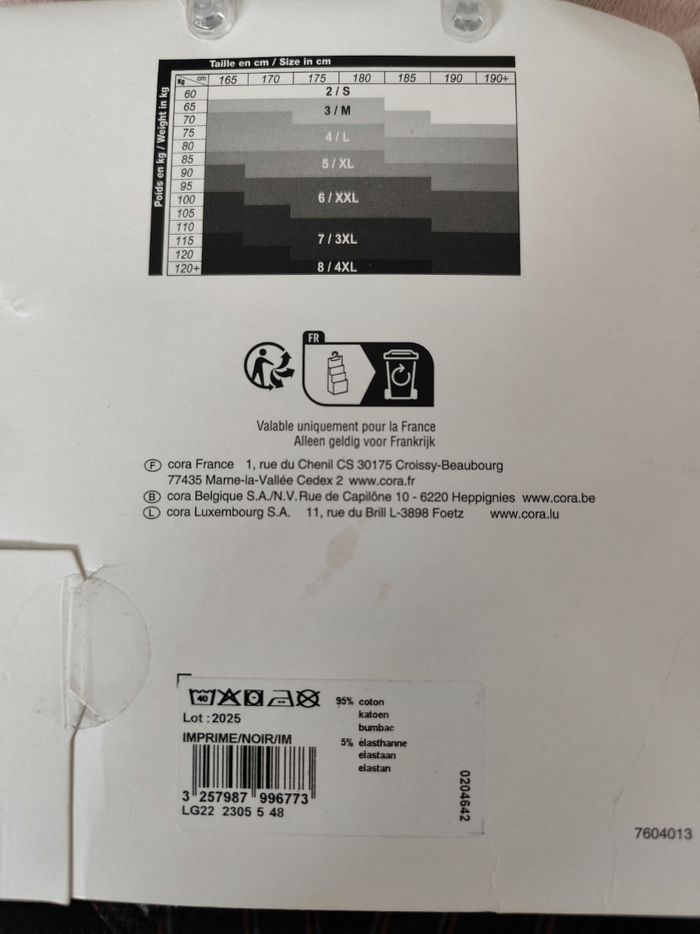 Taille en cm / Size in cm
Poids en kg / Weight in kg
Kg cm 165 170 175 180 185 190 190+
60 2 / S
65 3 / M
70
75 4 / L
80
85 5 / XL
90
95
100 6 / XXL
105
110
115 7 / 3XL
120
120+ 8 / 4XL
FR
Valable uniquement pour la France
Alleen geldig voor Frankrijk
F cora France 1, rue du Chenil CS 30175 Croissy-Beaubourg
77435 Marne-la-Vallée Cedex 2 www.cora.fr
B cora Belgique S.A./N.V. Rue de Capilône 10 - 6220 Heppignies www.cora.be
L cora Luxembourg S.A. 11, rue du Brill L-3898 Foetz www.cora.lu
40
Lot : 2025
IMPRIME/NOIR/IM
3 257987 996773
LG22 2305 5 48
95% coton
katoen
bumbac
5% élasthanne
elastaan
elastan
0204642
7604013